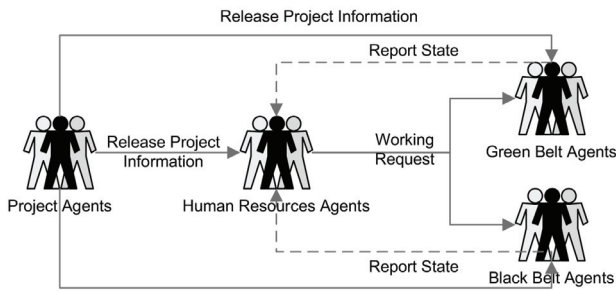 Release Project Information
Report State
Release Project
Information
Working
Request
Green Belt Agents
Project Agents
Human Resources Agents
Report State
Black Belt Agents